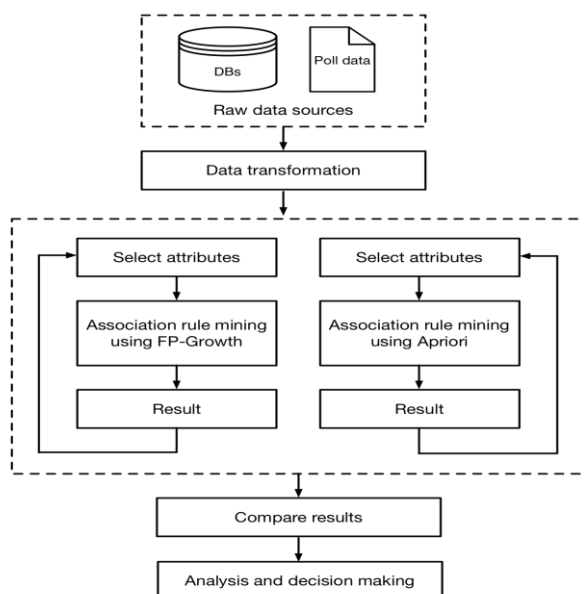 DBs
Poll data
Raw data sources
Data transformation
Select attributes
Association rule mining
using FP-Growth
Result
Select attributes
Association rule mining
using Apriori
Result
Compare results
Analysis and decision making